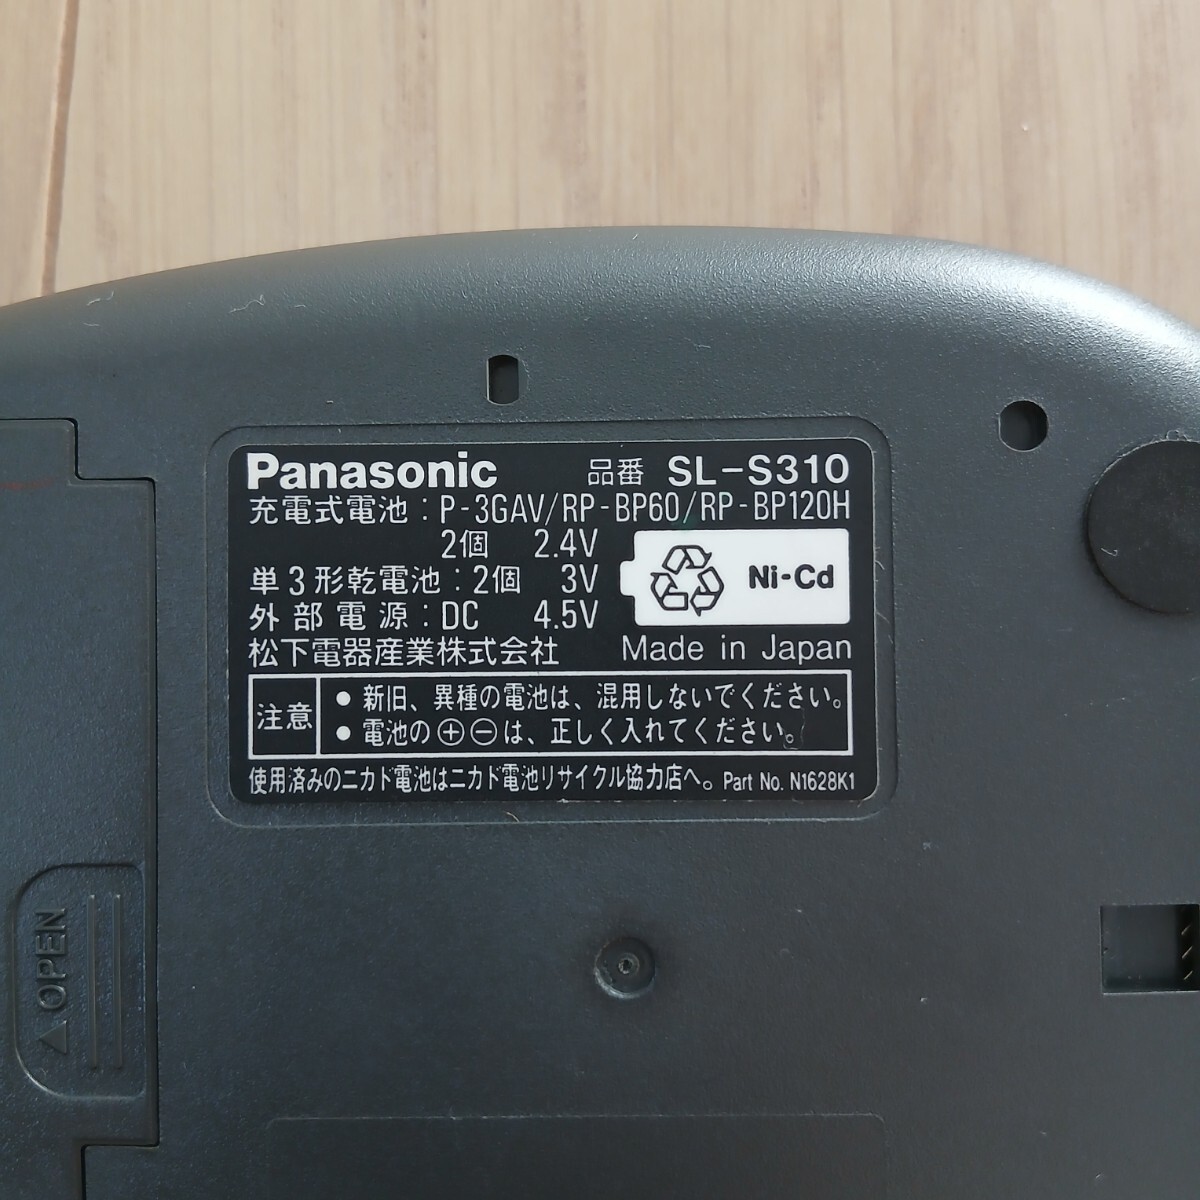 Panasonic 品番 SL-S310
充電式電池：P-3GAV/RP-BP60/RP-BP120H
2個 2.4V
単3形乾電池：2個 3V
Ni-Cd
外部電源：DC 4.5V
松下電器産業株式会社 Made in Japan
注意
● 新旧、異種の電池は、混用しないでください。
● 電池の⊕⊖は、正しく入れてください。
使用済みのニカド電池はニカド電池リサイクル協力店へ。 Part No. N1628K1
▲ OPEN